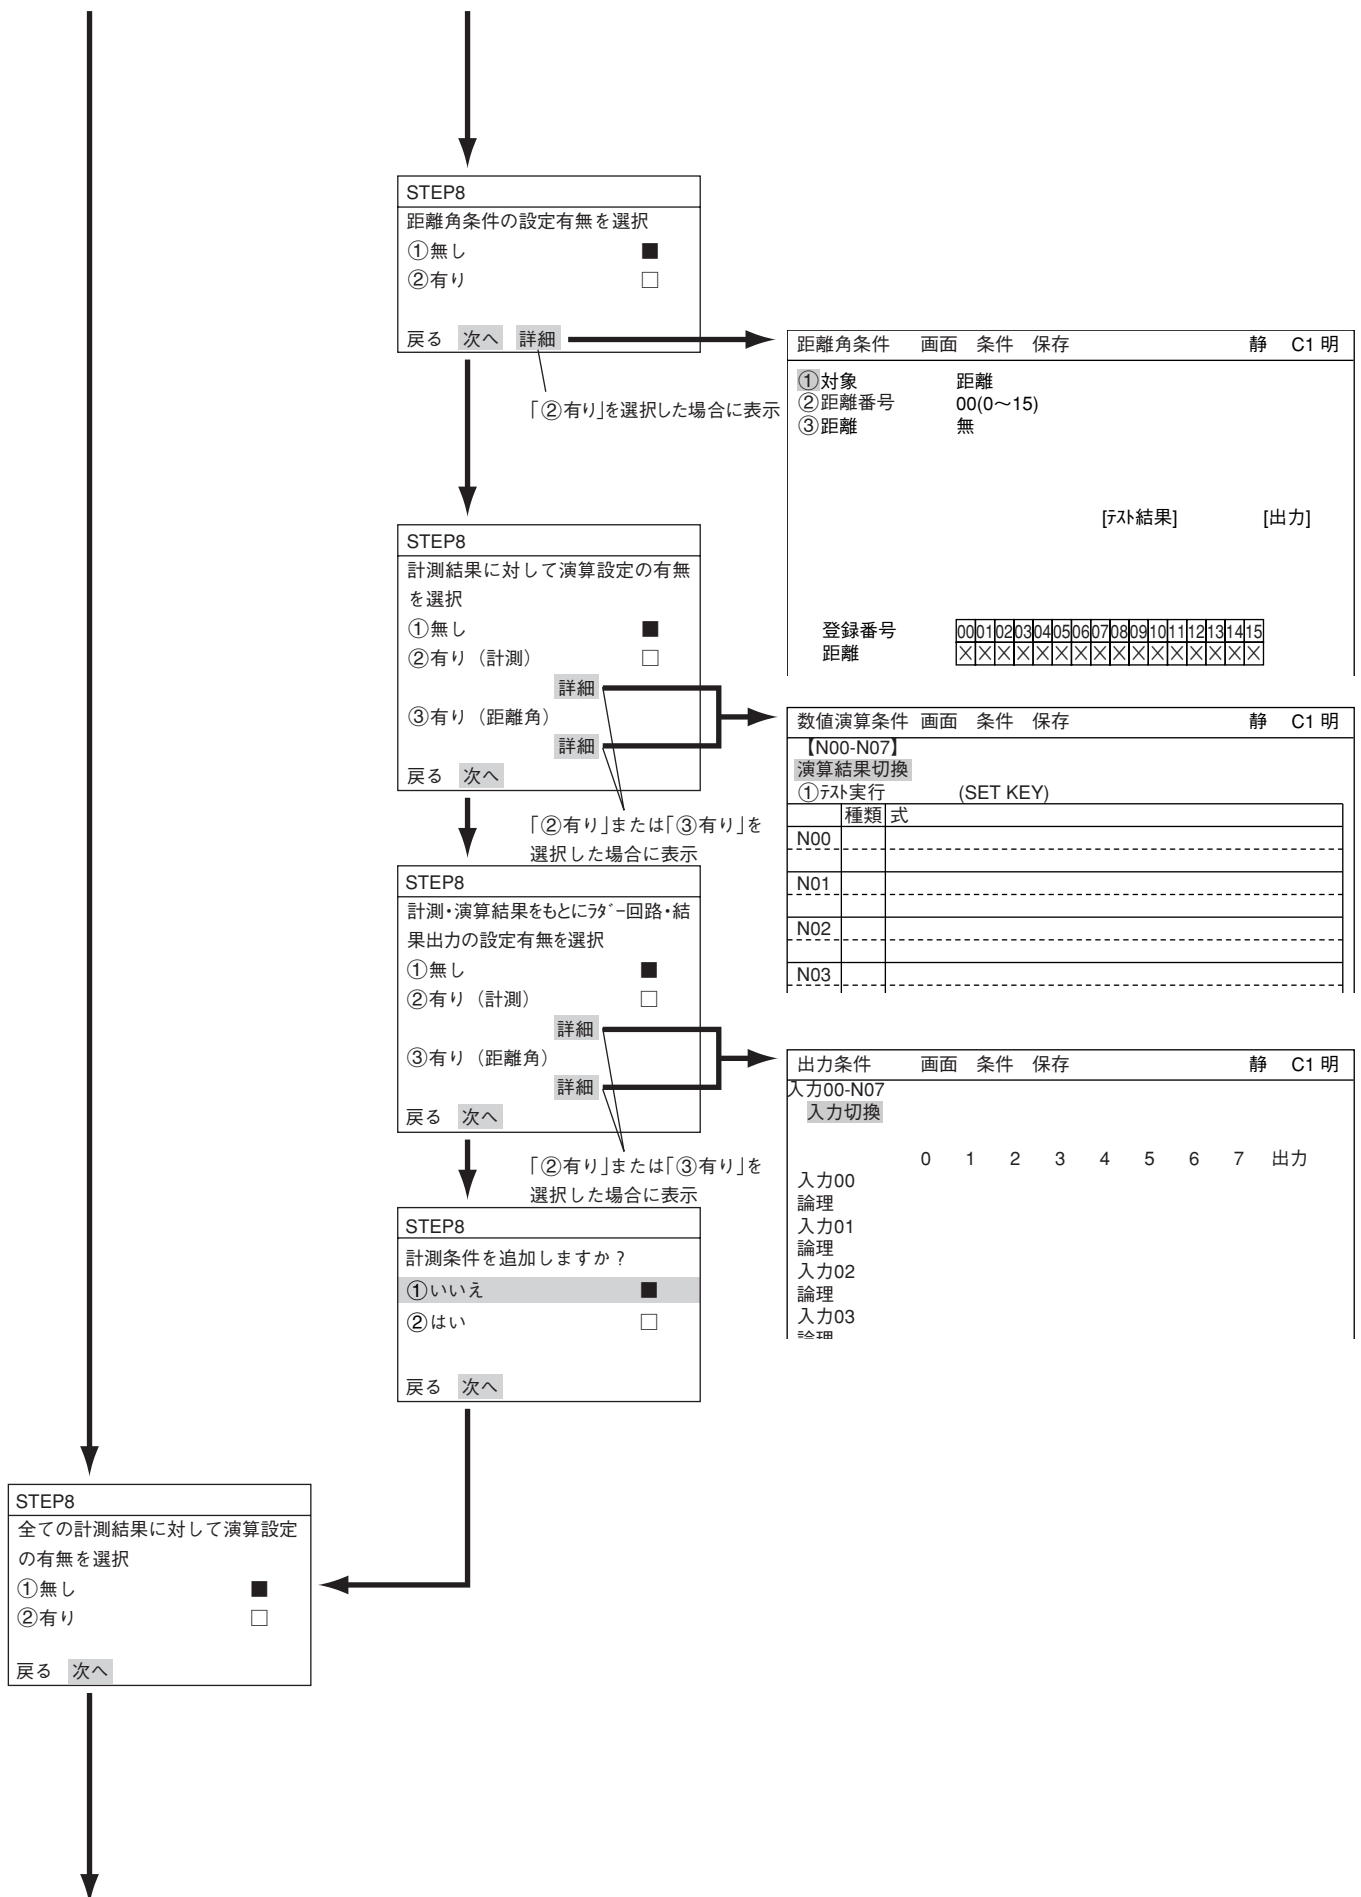 STEP8
距離角条件の設定有無を選択
①無し ■
②有り □
戻る 次へ 詳細
「②有り」を選択した場合に表示
距離角条件 画面 条件 保存 静 C1 明
①対象 距離
②距離番号 00(0〜15)
③距離 無
[ﾃｽﾄ結果] [出力]
登録番号 00 01 02 03 04 05 06 07 08 09 10 11 12 13 14 15
距離 × × × × × × × × × × × × × × × ×
STEP8
計測結果に対して演算設定の有無
を選択
①無し ■
②有り（計測） □
詳細
③有り（距離角）
詳細
戻る 次へ
「②有り」または「③有り」を
選択した場合に表示
数値演算条件 画面 条件 保存 静 C1 明
【N00-N07】
演算結果切換
①ﾃｽﾄ実行 (SET KEY)
種類 式
N00
N01
N02
N03
STEP8
計測・演算結果をもとにﾗﾀﾞｰ回路・結
果出力の設定有無を選択
①無し ■
②有り（計測） □
詳細
③有り（距離角）
詳細
戻る 次へ
「②有り」または「③有り」を
選択した場合に表示
出力条件 画面 条件 保存 静 C1 明
入力00-N07
入力切換
0 1 2 3 4 5 6 7 出力
入力00
論理
入力01
論理
入力02
論理
入力03
論理
STEP8
計測条件を追加しますか？
①いいえ ■
②はい □
戻る 次へ
STEP8
全ての計測結果に対して演算設定
の有無を選択
①無し ■
②有り □
戻る 次へ